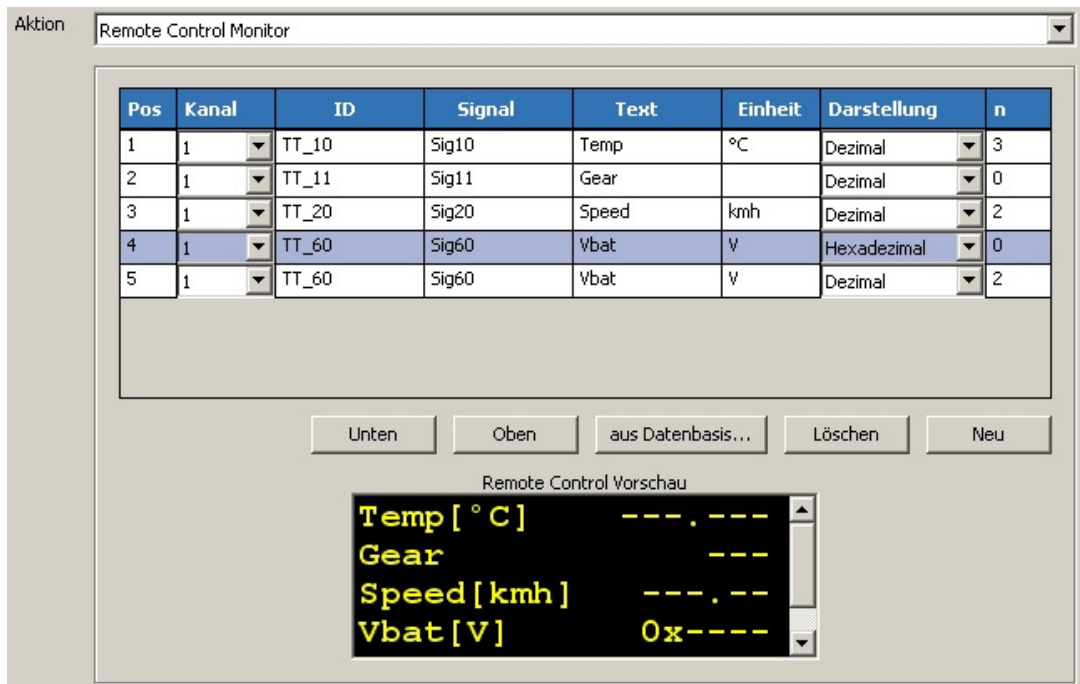 Aktion Remote Control Monitor
Pos Kanal ID Signal Text Einheit Darstellung n
1 1 TT_10 Sig10 Temp °C Dezimal 3
2 1 TT_11 Sig11 Gear Dezimal 0
3 1 TT_20 Sig20 Speed kmh Dezimal 2
4 1 TT_60 Sig60 Vbat V Hexadezimal 0
5 1 TT_60 Sig60 Vbat V Dezimal 2
Unten Oben aus Datenbasis... Löschen Neu
Remote Control Vorschau
Temp[°C] ---.---
Gear ---
Speed[kmh] ---.--
Vbat[V] 0x----